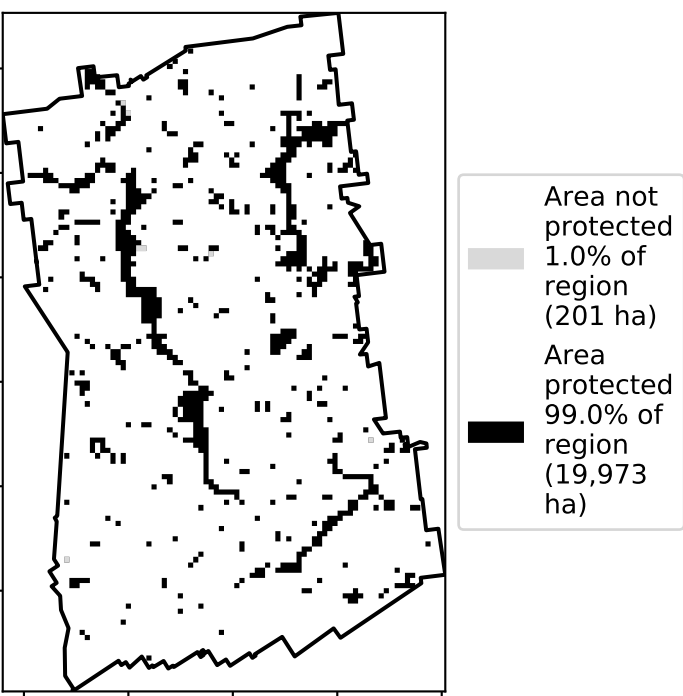 Area not
protected
1.0% of
region
(201 ha)
Area
protected
99.0% of
region
(19,973
ha)